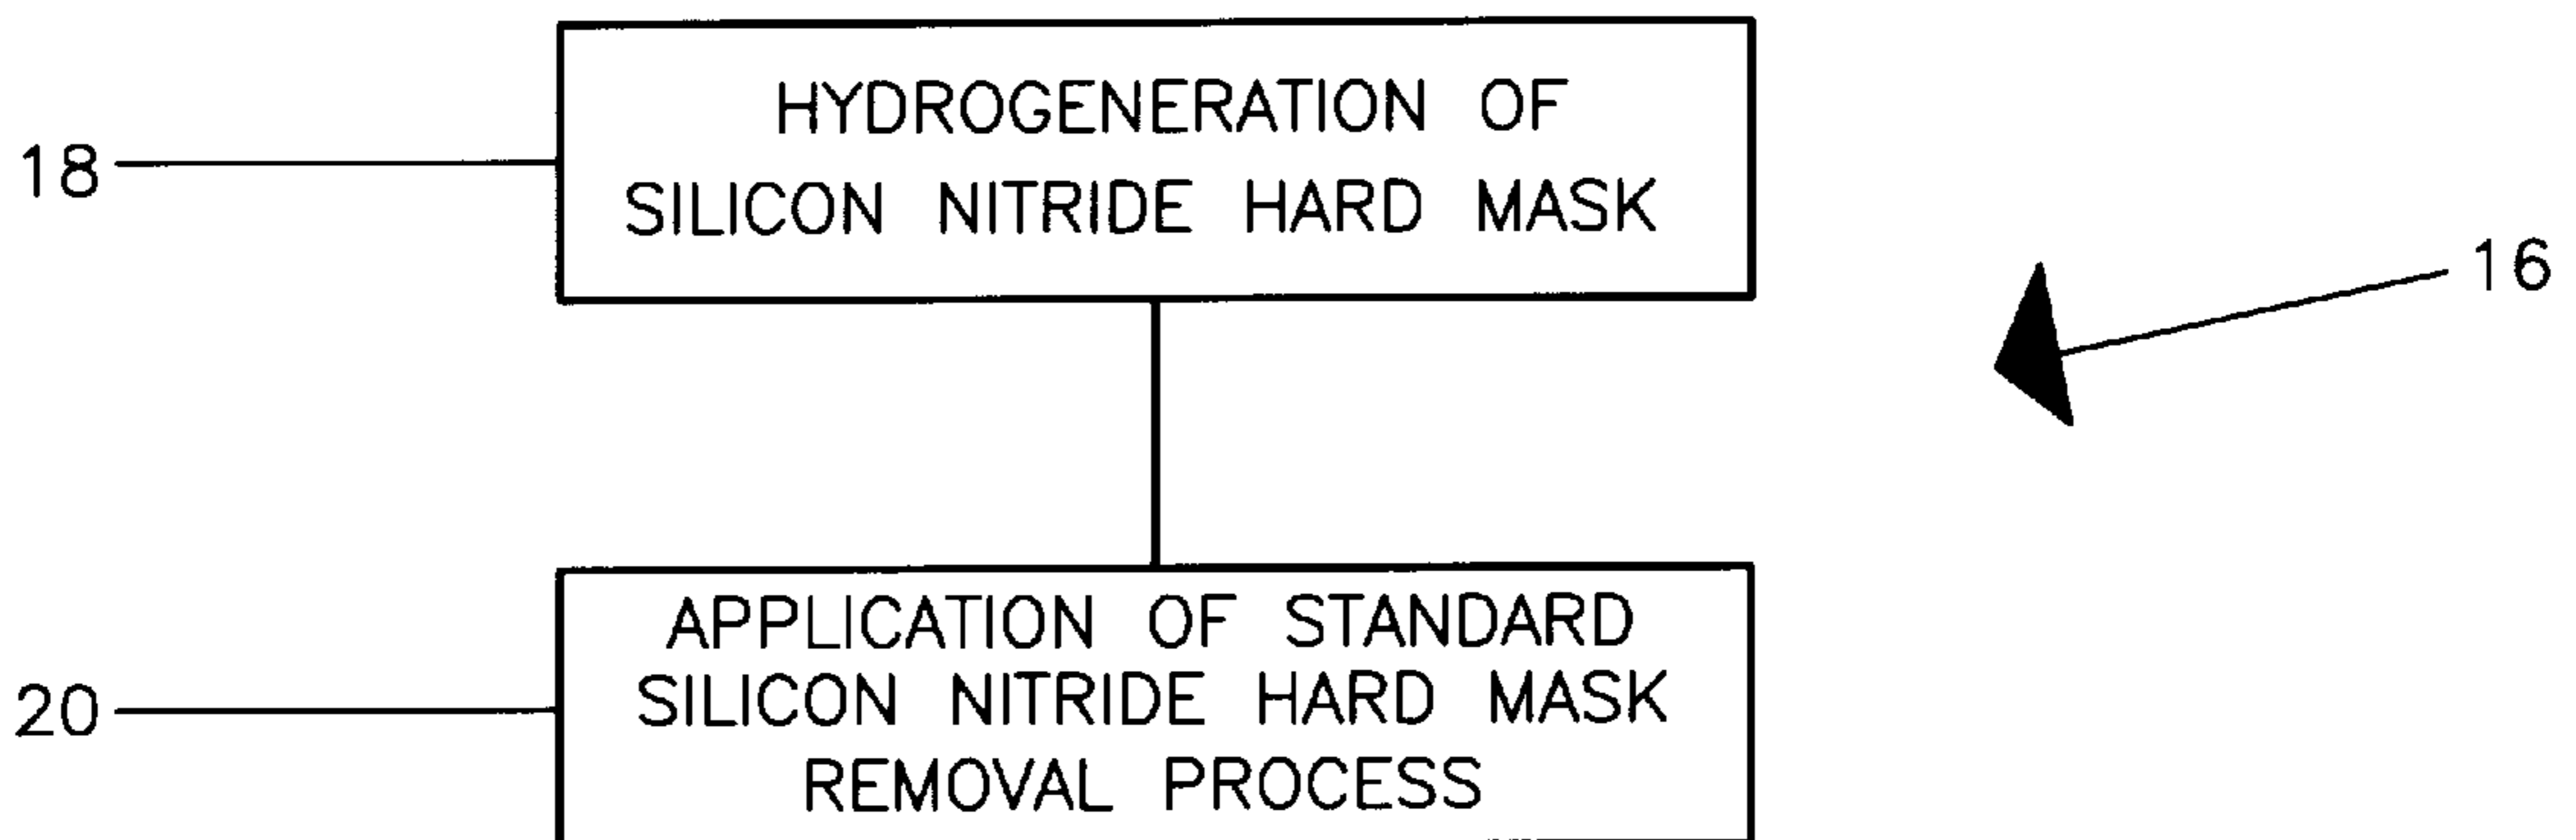 HYDROGENERATION OF
SILICON NITRIDE HARD MASK
18
16
APPLICATION OF STANDARD
SILICON NITRIDE HARD MASK
REMOVAL PROCESS
20